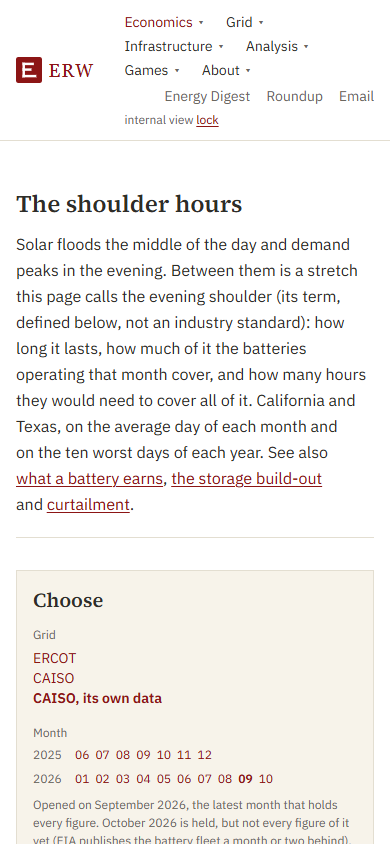 Economics ▾ Grid ▾
Infrastructure ▾ Analysis ▾
E ERW
Games ▾ About ▾
Energy Digest Roundup Email
internal view lock
The shoulder hours
Solar floods the middle of the day and demand
peaks in the evening. Between them is a stretch
this page calls the evening shoulder (its term,
defined below, not an industry standard): how
long it lasts, how much of it the batteries
operating that month cover, and how many hours
they would need to cover all of it. California and
Texas, on the average day of each month and
on the ten worst days of each year. See also
what a battery earns, the storage build-out
and curtailment.
Choose
Grid
ERCOT
CAISO
CAISO, its own data
Month
2025 06 07 08 09 10 11 12
2026 01 02 03 04 05 06 07 08 09 10
Opened on September 2026, the latest month that holds
every figure. October 2026 is held, but not every figure of it
yet (EIA publishes the battery fleet a month or two behind).